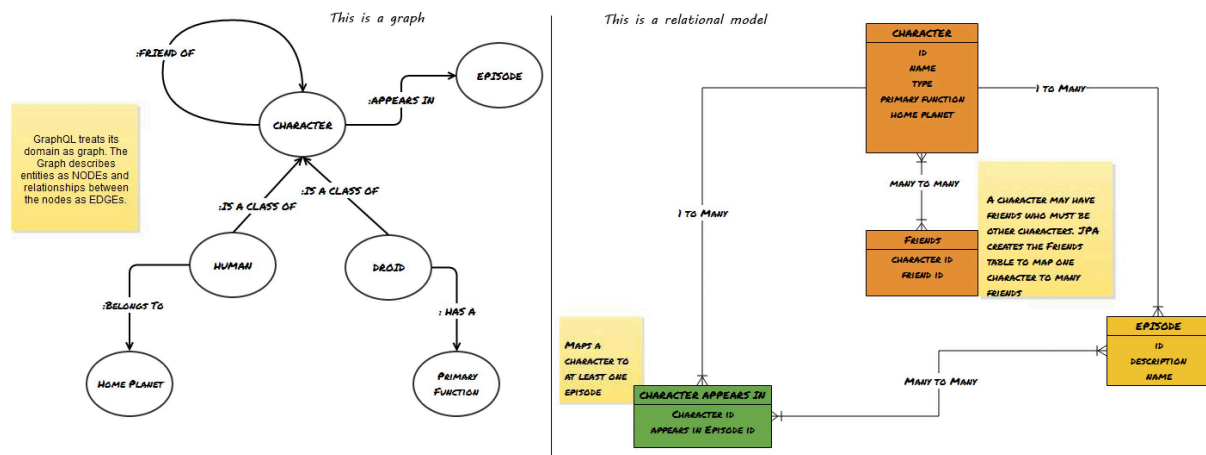 This is a graph
:FRIEND OF
EPISODE
:APPEARS IN
CHARACTER
GraphQL treats its
domain as graph. The
Graph describes
entities as NODEs and
relationships between
the nodes as EDGEs.
:IS A CLASS OF
:IS A CLASS OF
HUMAN
DROID
:BELONGS TO
: HAS A
HOME PLANET
PRIMARY
FUNCTION
This is a relational model
CHARACTER
ID
NAME
TYPE
PRIMARY FUNCTION
HOME PLANET
1 TO MANY
MANY TO MANY
1 TO MANY
FRIENDS
CHARACTER ID
FRIEND ID
A CHARACTER MAY HAVE
FRIENDS WHO MUST BE
OTHER CHARACTERS. JPA
CREATES THE FRIENDS
TABLE TO MAP ONE
CHARACTER TO MANY
FRIENDS
EPISODE
ID
DESCRIPTION
NAME
MAPS A
CHARACTER TO
AT LEAST ONE
EPISODE
MANY TO MANY
CHARACTER APPEARS IN
CHARACTER ID
APPEARS IN EPISODE ID